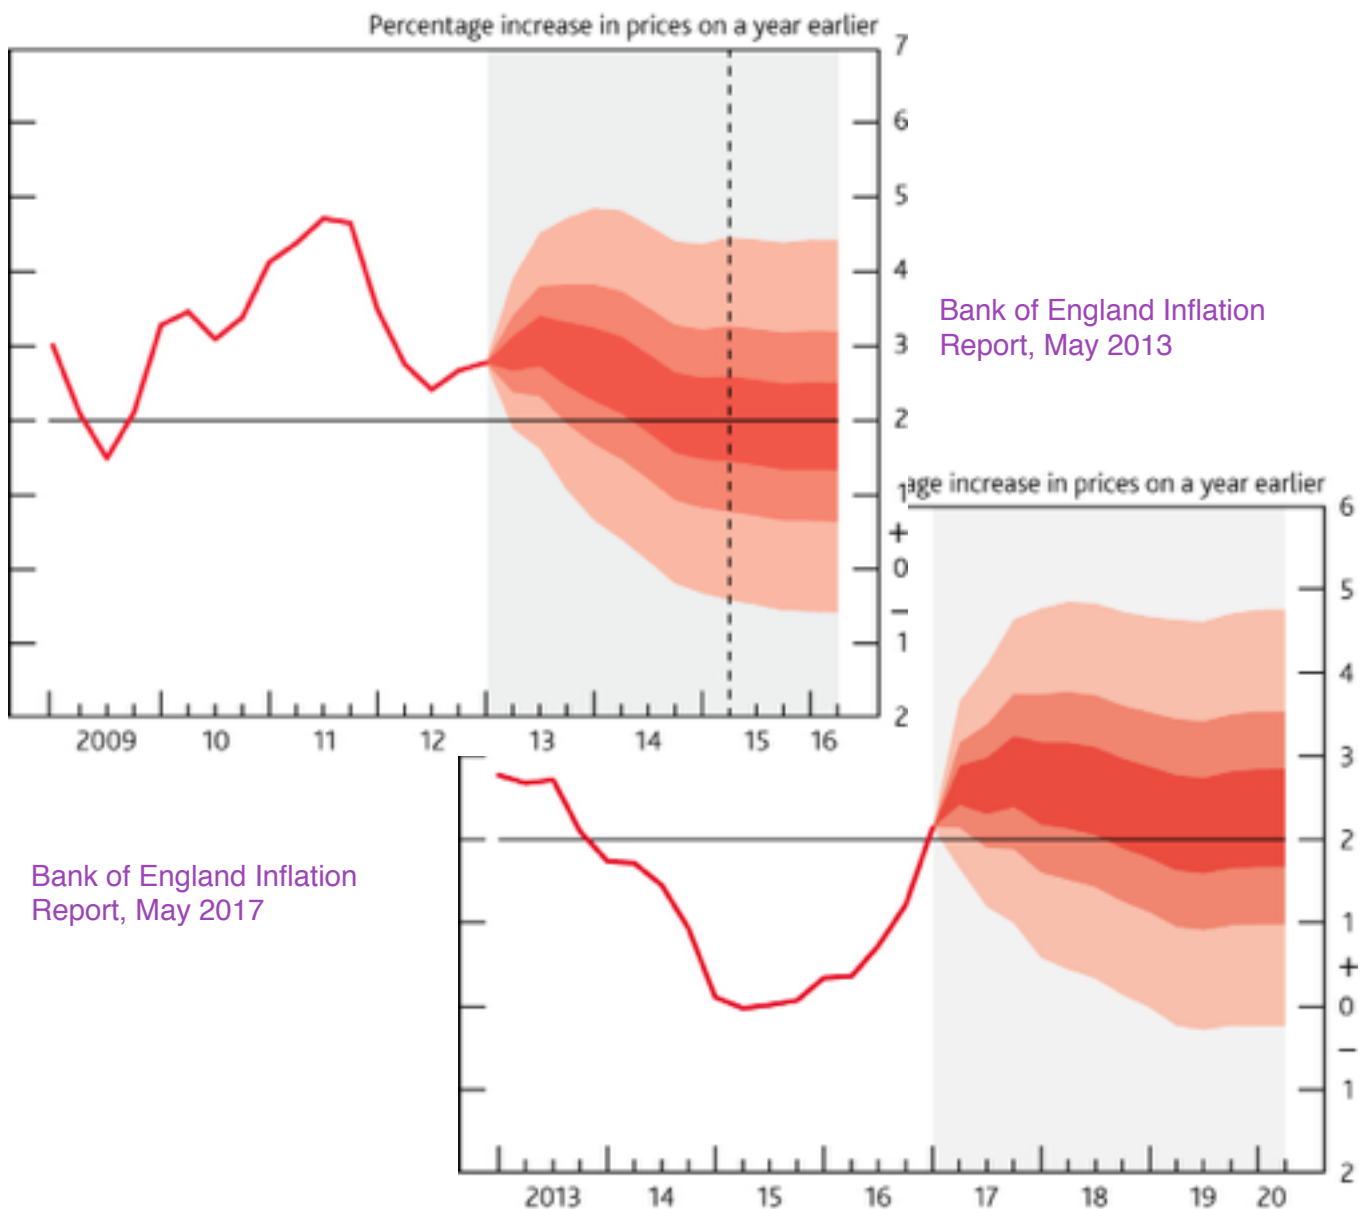 Percentage increase in prices on a year earlier
7
6
5
4
3
2
1
+
0
–
1
2
2009 10 11 12 13 14 15 16
Bank of England Inflation
Report, May 2013
age increase in prices on a year earlier
6
5
4
3
2
1
+
0
–
1
2
2013 14 15 16 17 18 19 20
Bank of England Inflation
Report, May 2017